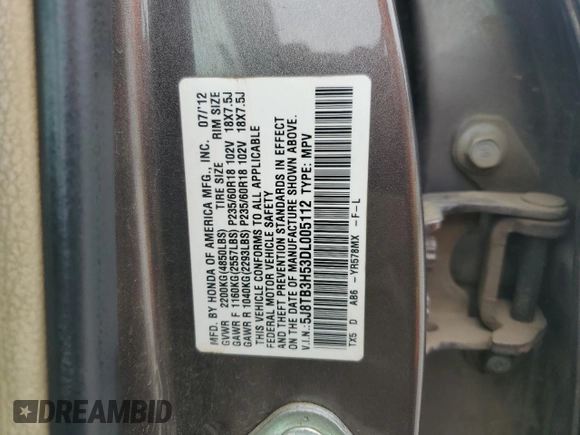 MFD. BY HONDA OF AMERICA MFG., INC. 07/'12
TIRE SIZE RIM SIZE
GVWR 2200KG(4850LBS)
GAWR F 1160KG(2557LBS) P235/60R18 102V 18X7.5J
GAWR R 1040KG(2293LBS) P235/60R18 102V 18X7.5J
THIS VEHICLE CONFORMS TO ALL APPLICABLE
FEDERAL MOTOR VEHICLE SAFETY
AND THEFT PREVENTION STANDARDS IN EFFECT
ON THE DATE OF MANUFACTURE SHOWN ABOVE.
V.I.N.:5J8TB3H53DL005112 TYPE: MPV
TX5 D AB6 -YR578MX -F-L
DREAMBID